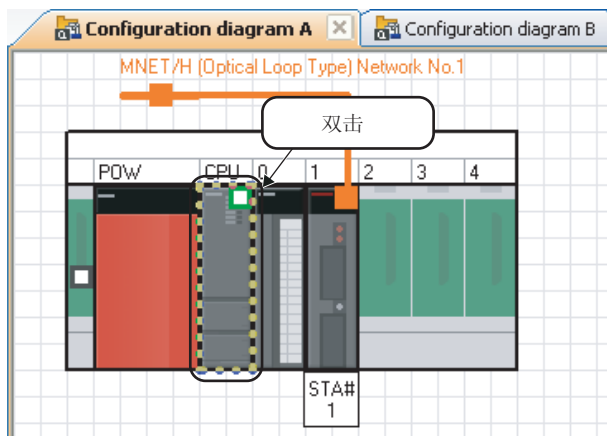 Configuration diagram A
Configuration diagram B
MNET/H (Optical Loop Type) Network No.1
双击
POW CPU 0 1 2 3 4
STA#
1